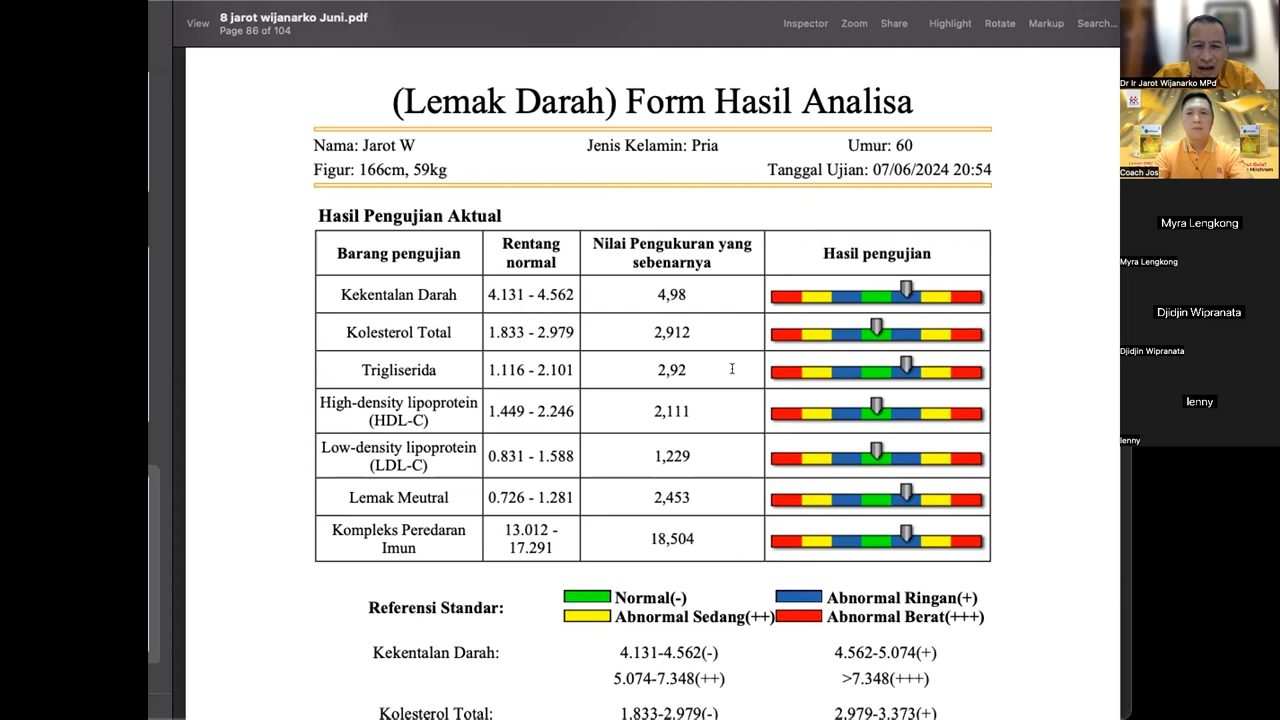 View
8 jarot wijanarko Juni.pdf
Page 86 of 104
Inspector Zoom Share Highlight Rotate Markup Search...
(Lemak Darah) Form Hasil Analisa
Nama: Jarot W Jenis Kelamin: Pria Umur: 60
Figur: 166cm, 59kg Tanggal Ujian: 07/06/2024 20:54
Hasil Pengujian Aktual
Barang pengujian Rentang normal Nilai Pengukuran yang sebenarnya Hasil pengujian
Kekentalan Darah 4.131 - 4.562 4,98
Kolesterol Total 1.833 - 2.979 2,912
Trigliserida 1.116 - 2.101 2,92
High-density lipoprotein (HDL-C) 1.449 - 2.246 2,111
Low-density lipoprotein (LDL-C) 0.831 - 1.588 1,229
Lemak Meutral 0.726 - 1.281 2,453
Kompleks Peredaran Imun 13.012 - 17.291 18,504
Referensi Standar:
Normal(-) Abnormal Ringan(+)
Abnormal Sedang(++) Abnormal Berat(+++)
Kekentalan Darah: 4.131-4.562(-) 4.562-5.074(+)
5.074-7.348(++) >7.348(+++)
Kolesterol Total: 1.833-2.979(-) 2.979-3.373(+)
Dr Ir Jarot Wijanarko MPd
Coach Jos
Myra Lengkong
Myra Lengkong
Djidjin Wipranata
Djidjin Wipranata
lenny
lenny